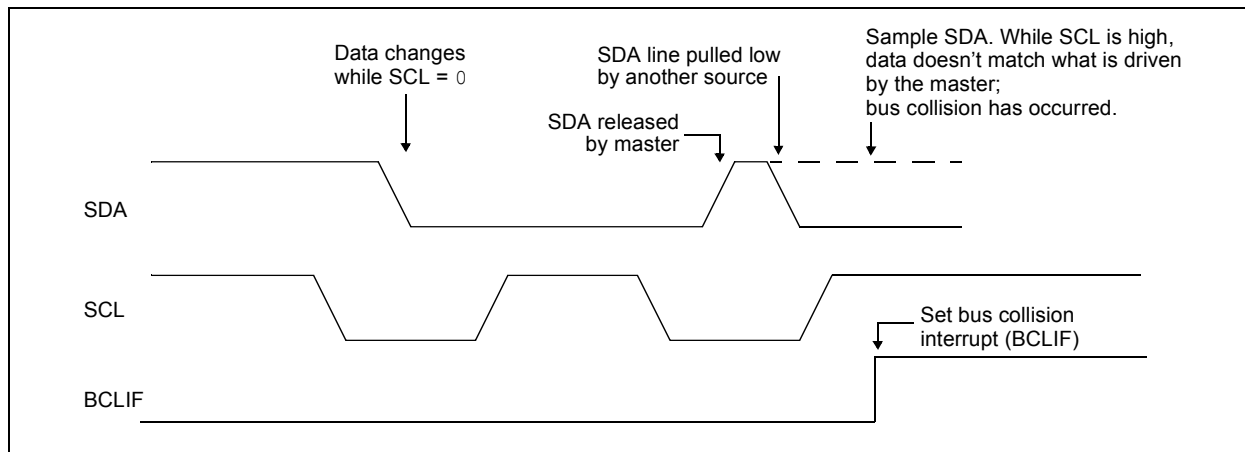 Data changes
while SCL = 0
SDA line pulled low
by another source
Sample SDA. While SCL is high,
data doesn’t match what is driven
by the master;
bus collision has occurred.
SDA released
by master
SDA
SCL
Set bus collision
interrupt (BCLIF)
BCLIF